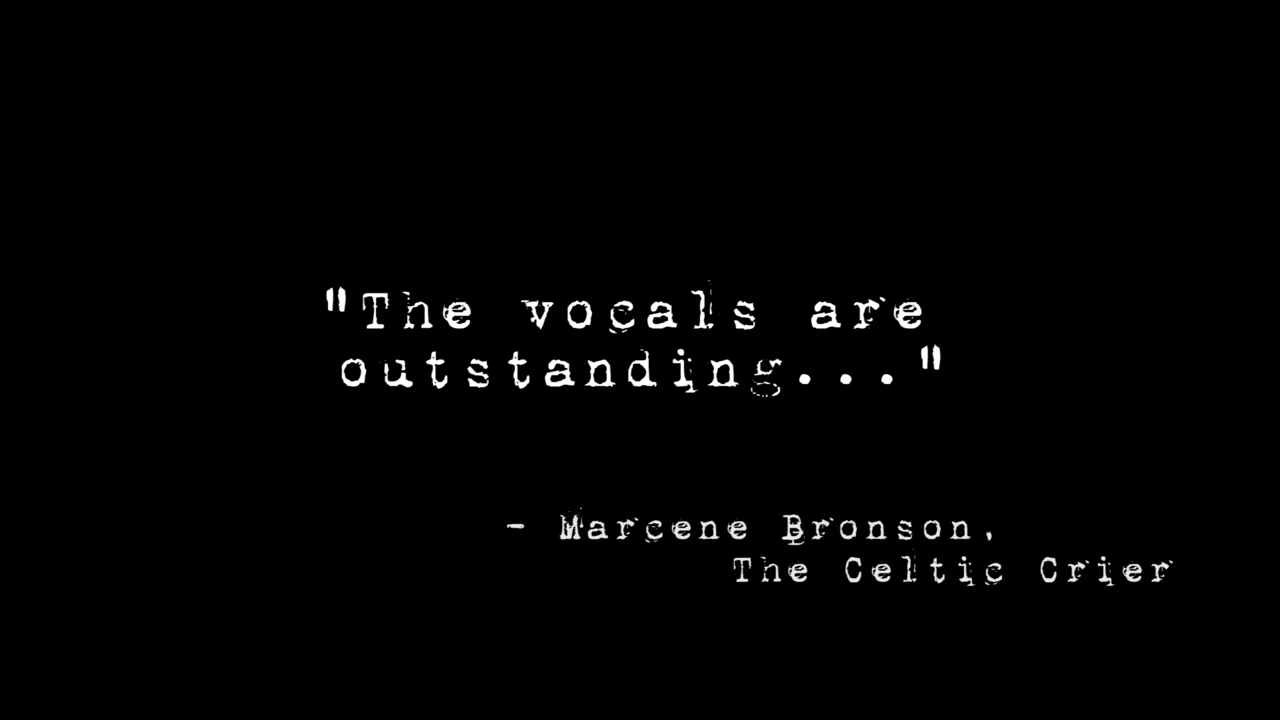 "The vocals are
outstanding..."
- Marcene Bronson,
The Celtic Crier